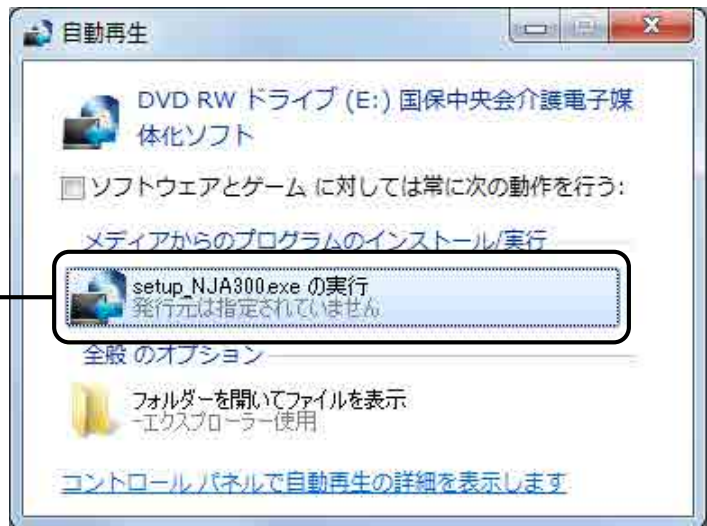 自動再生
DVD RW ドライブ (E:) 国保中央会介護電子媒
体化ソフト
ソフトウェアとゲーム に対しては常に次の動作を行う:
メディアからのプログラムのインストール/実行
setup_NJA300.exe の実行
発行元は指定されていません
全般 のオプション
フォルダーを開いてファイルを表示
-エクスプローラー使用
コントロール パネルで自動再生の詳細を表示します